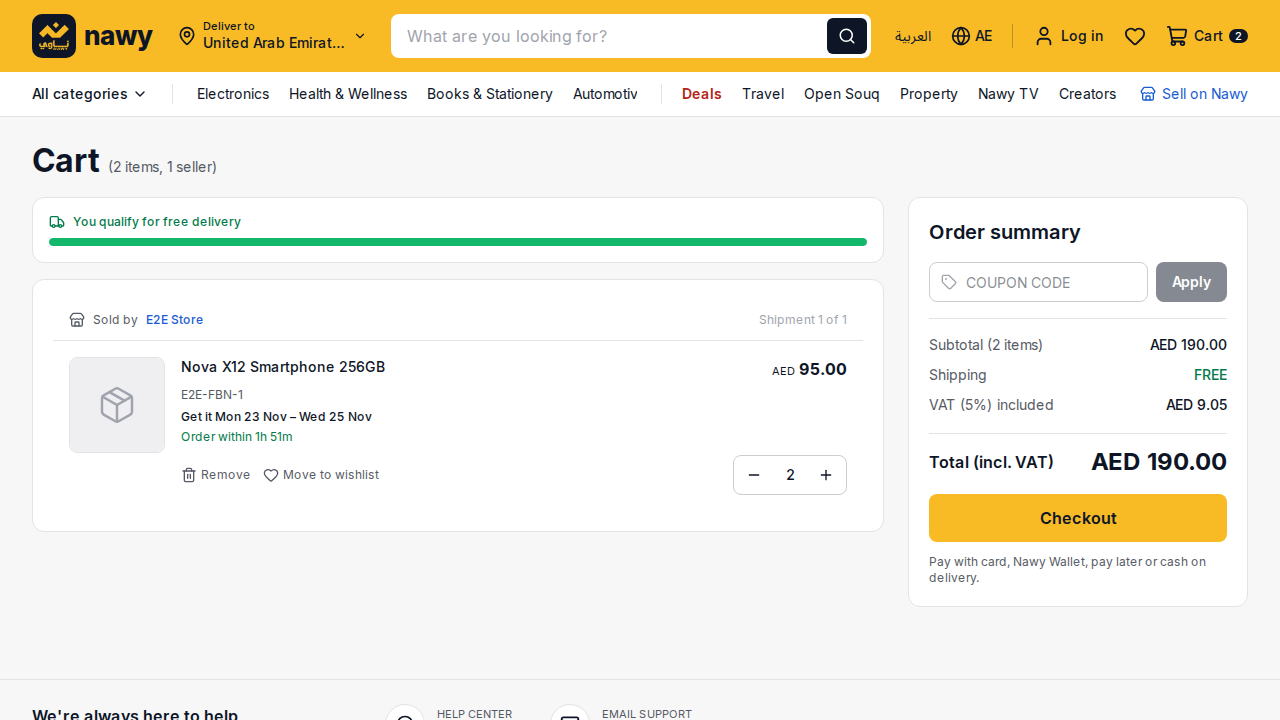 ناوي
NAWY
nawy
Deliver to
United Arab Emirat...
What are you looking for?
العربية
AE
Log in
Cart 2
All categories
Electronics
Health & Wellness
Books & Stationery
Automotiv
Deals
Travel
Open Souq
Property
Nawy TV
Creators
Sell on Nawy
Cart (2 items, 1 seller)
You qualify for free delivery
Sold by E2E Store
Shipment 1 of 1
Nova X12 Smartphone 256GB
AED 95.00
E2E-FBN-1
Get it Mon 23 Nov – Wed 25 Nov
Order within 1h 51m
Remove
Move to wishlist
2
Order summary
COUPON CODE
Apply
Subtotal (2 items) AED 190.00
Shipping FREE
VAT (5%) included AED 9.05
Total (incl. VAT) AED 190.00
Checkout
Pay with card, Nawy Wallet, pay later or cash on
delivery.
We're always here to help
HELP CENTER
EMAIL SUPPORT